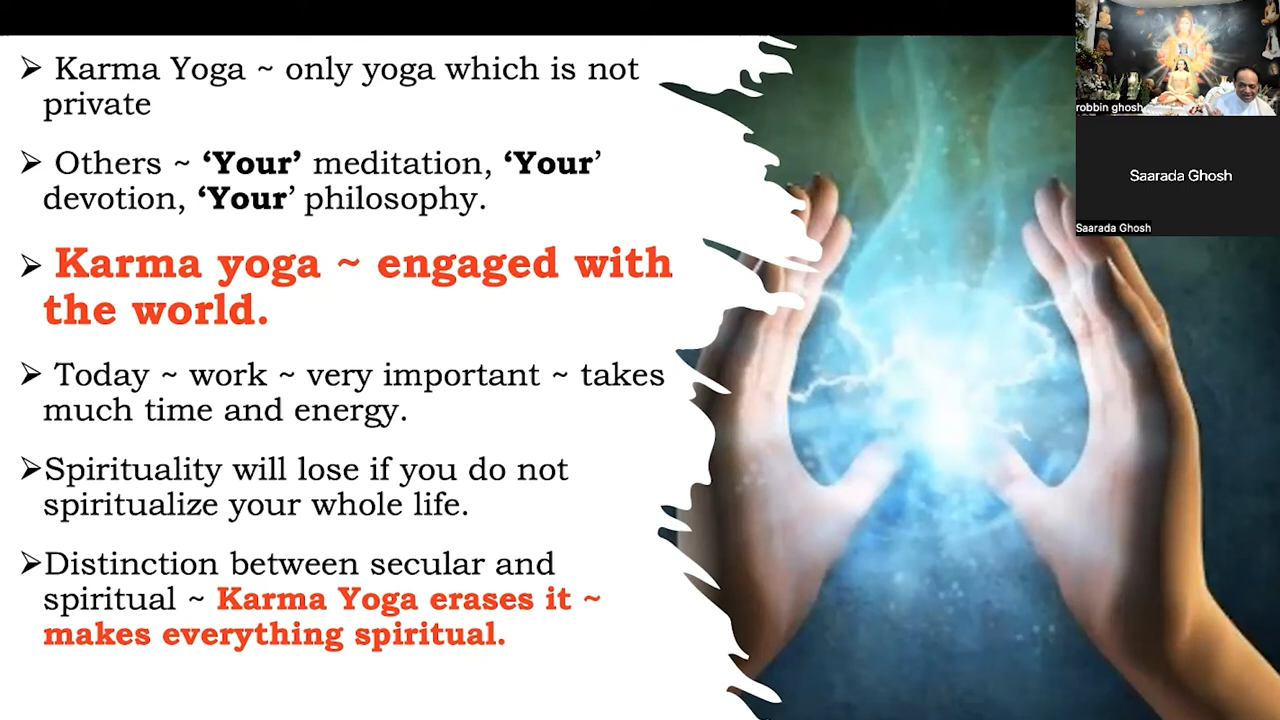 ➢ Karma Yoga ~ only yoga which is not
private
➢ Others ~ ‘Your’ meditation, ‘Your’
devotion, ‘Your’ philosophy.
➢ Karma yoga ~ engaged with
the world.
➢ Today ~ work ~ very important ~ takes
much time and energy.
➢Spirituality will lose if you do not
spiritualize your whole life.
➢Distinction between secular and
spiritual ~ Karma Yoga erases it ~
makes everything spiritual.
robbin ghosh
Saarada Ghosh
Saarada Ghosh